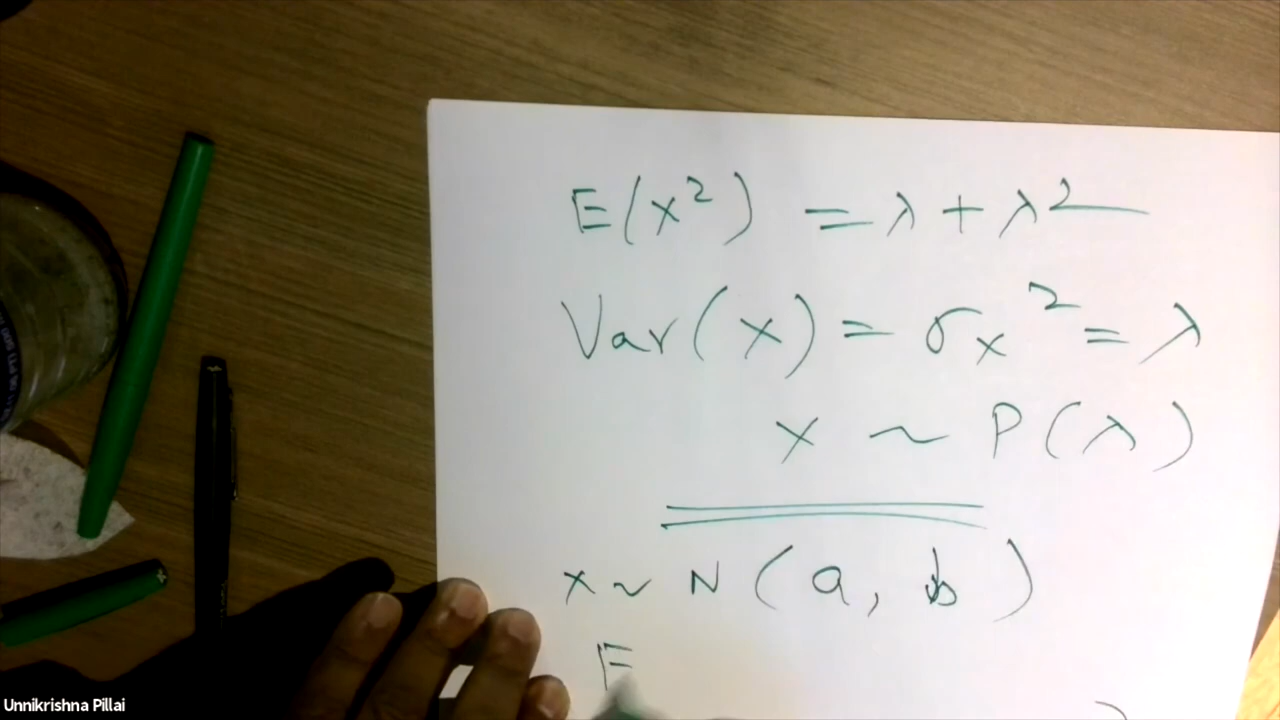 E(x²) = λ + λ²
Var(x) = σx² = λ
x ~ P(λ)
x ~ N(a, b)
E
Unnikrishna Pillai